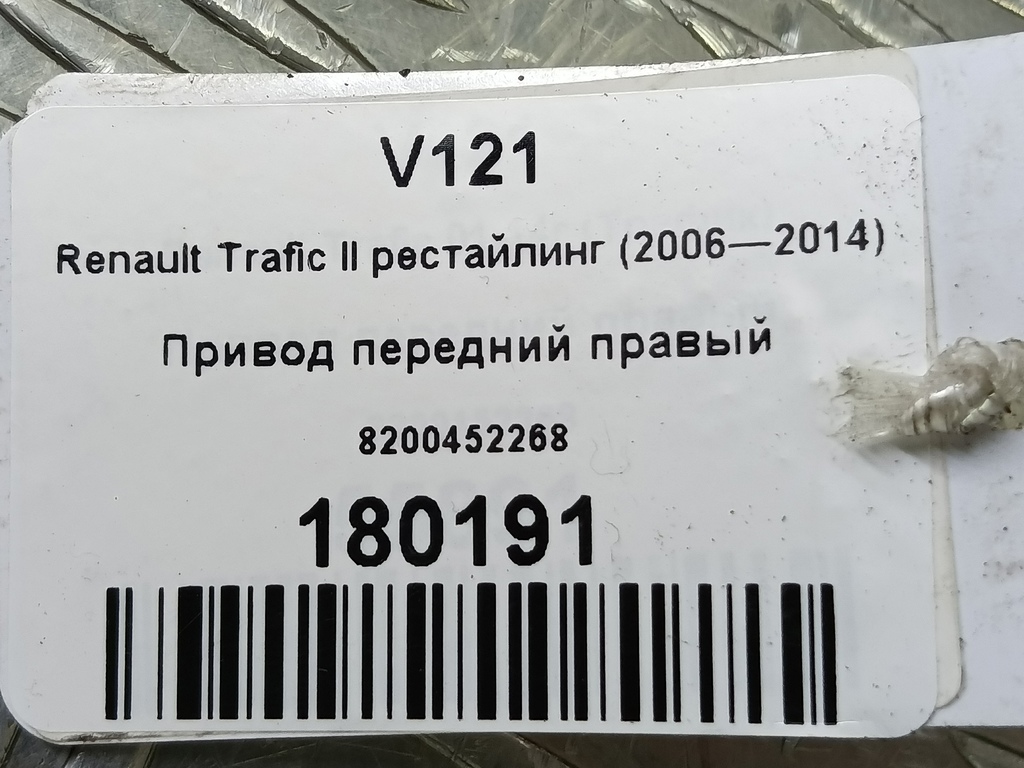 V121
Renault Trafic II рестайлинг (2006—2014)
Привод передний правый
8200452268
180191